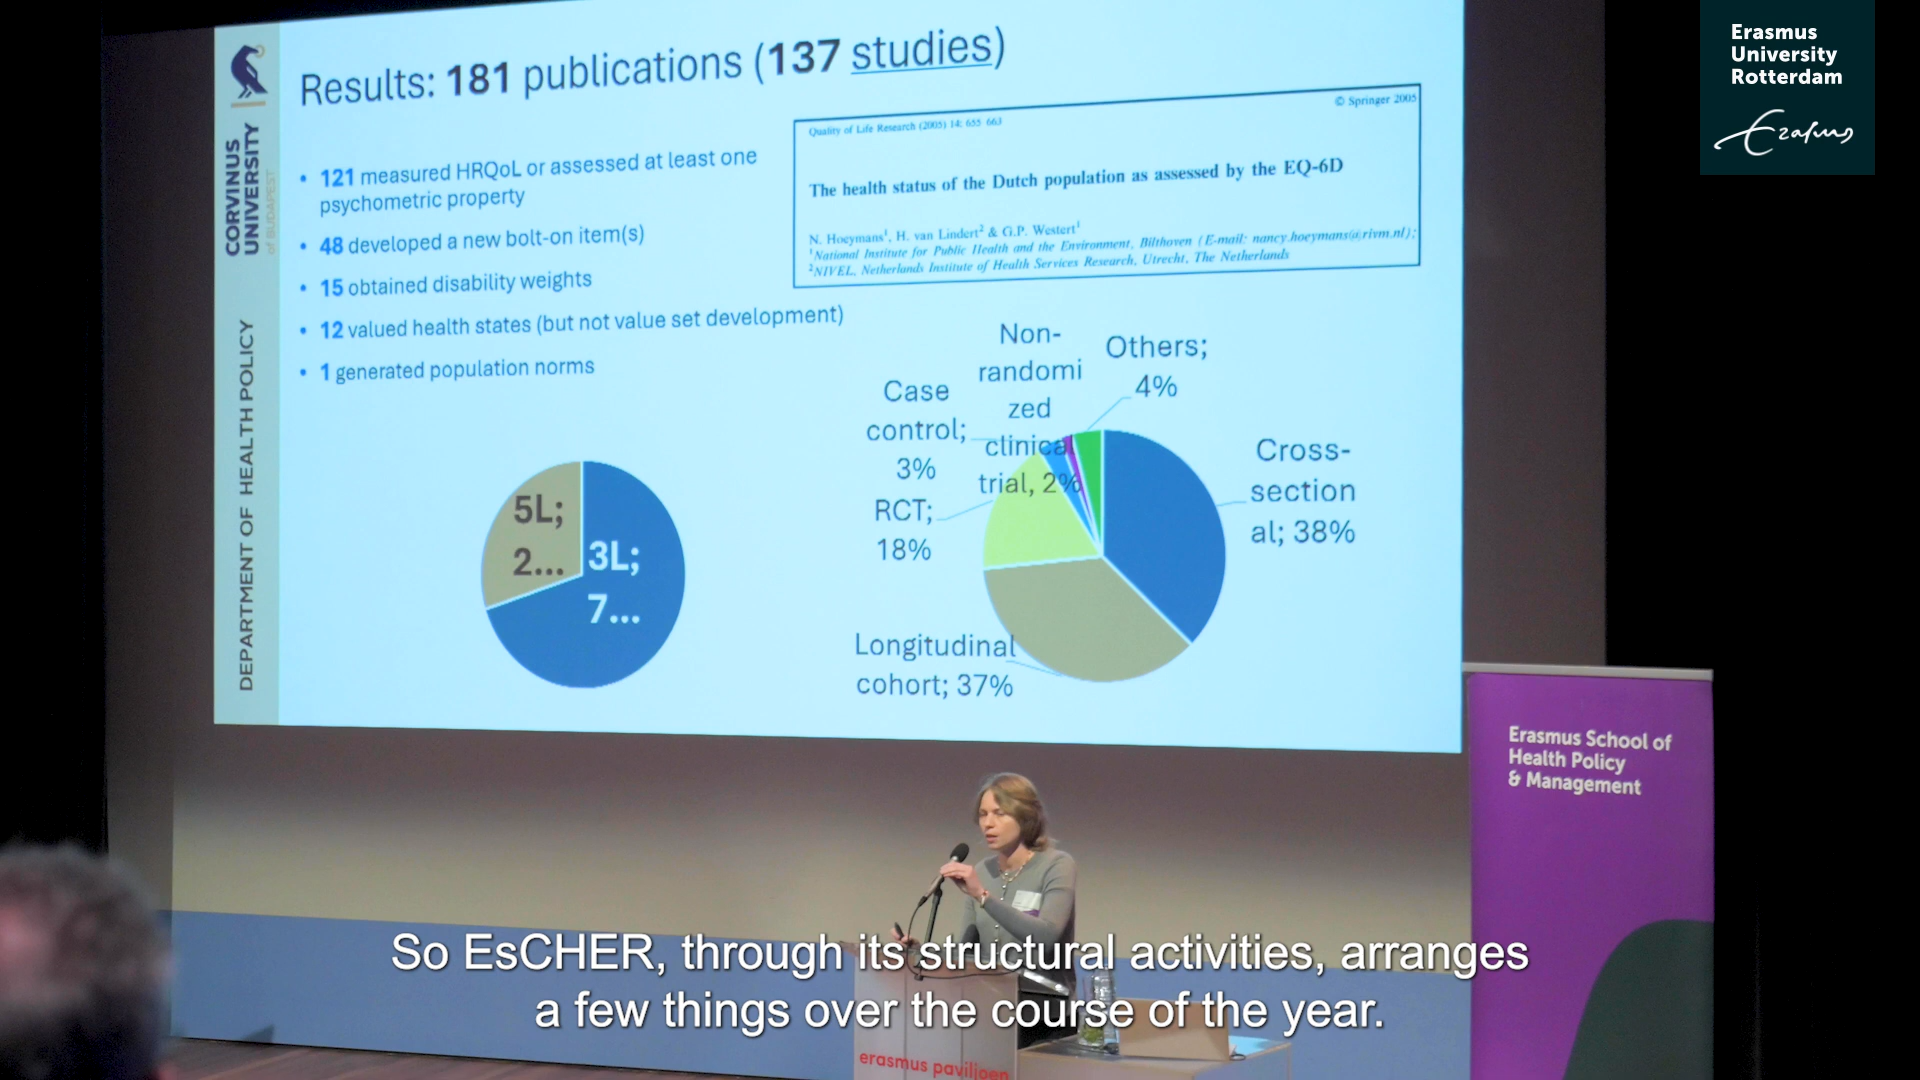 Erasmus
University
Rotterdam
Erasmus
CORVINUS
UNIVERSITY
of BUDAPEST
DEPARTMENT OF HEALTH POLICY
Results: 181 publications (137 studies)
• 121 measured HRQoL or assessed at least one
psychometric property
• 48 developed a new bolt-on item(s)
• 15 obtained disability weights
• 12 valued health states (but not value set development)
• 1 generated population norms
Quality of Life Research (2005) 14: 655 663
© Springer 2005
The health status of the Dutch population as assessed by the EQ-6D
N. Hoeymans¹, H. van Lindert² & G.P. Westert¹
¹National Institute for Public Health and the Environment, Bilthoven (E-mail: nancy.hoeymans@rivm.nl);
²NIVEL, Netherlands Institute of Health Services Research, Utrecht, The Netherlands
5L;
2...
3L;
7...
Case
control;
3%
Non-
randomi
zed
clinical
trial, 2%
Others;
4%
RCT;
18%
Cross-
section
al; 38%
Longitudinal
cohort; 37%
Erasmus School of
Health Policy
& Management
So EsCHER, through its structural activities, arranges
a few things over the course of the year.
erasmus paviljoen